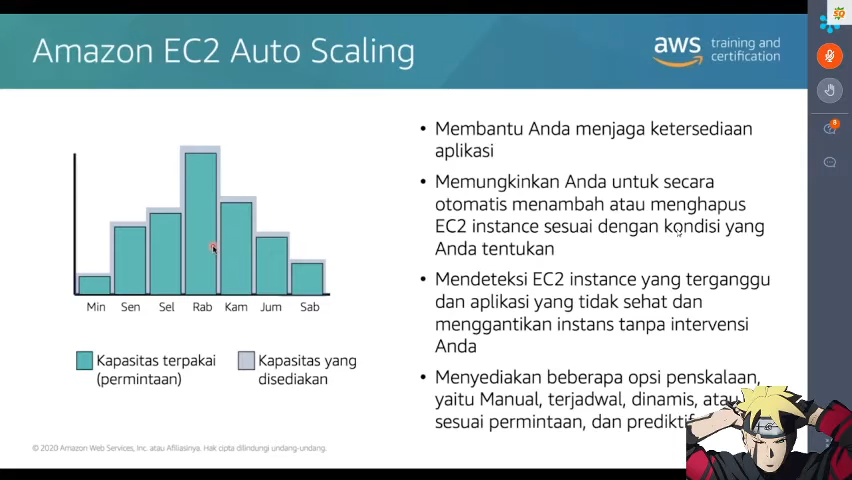 Amazon EC2 Auto Scaling
aws training and
certification
sp
8
• Membantu Anda menjaga ketersediaan
aplikasi
• Memungkinkan Anda untuk secara
otomatis menambah atau menghapus
EC2 instance sesuai dengan kondisi yang
Anda tentukan
• Mendeteksi EC2 instance yang terganggu
dan aplikasi yang tidak sehat dan
menggantikan instans tanpa intervensi
Anda
• Menyediakan beberapa opsi penskalaan,
yaitu Manual, terjadwal, dinamis, atau
sesuai permintaan, dan prediktif
Min Sen Sel Rab Kam Jum Sab
Kapasitas terpakai
(permintaan)
Kapasitas yang
disediakan
© 2020 Amazon Web Services, Inc. atau Afiliasinya. Hak cipta dilindungi undang-undang.